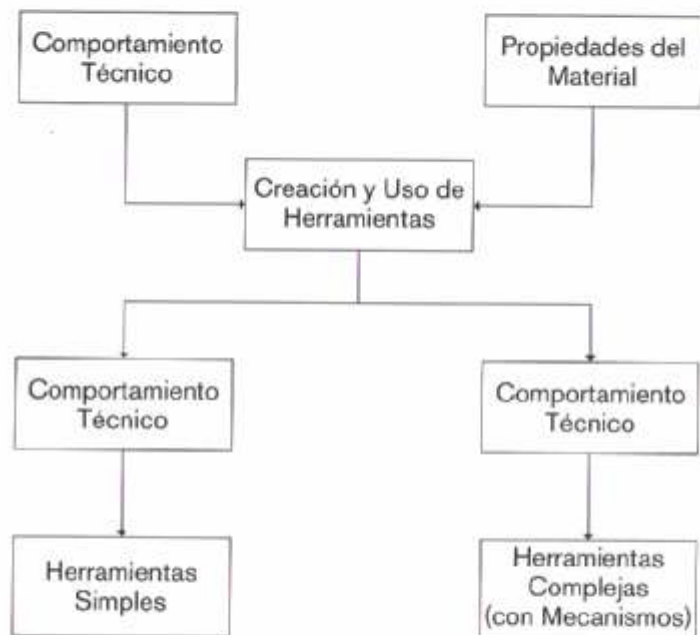 Comportamiento
Técnico
Propiedades del
Material
Creación y Uso de
Herramientas
Comportamiento
Técnico
Comportamiento
Técnico
Herramientas
Simples
Herramientas
Complejas
(con Mecanismos)